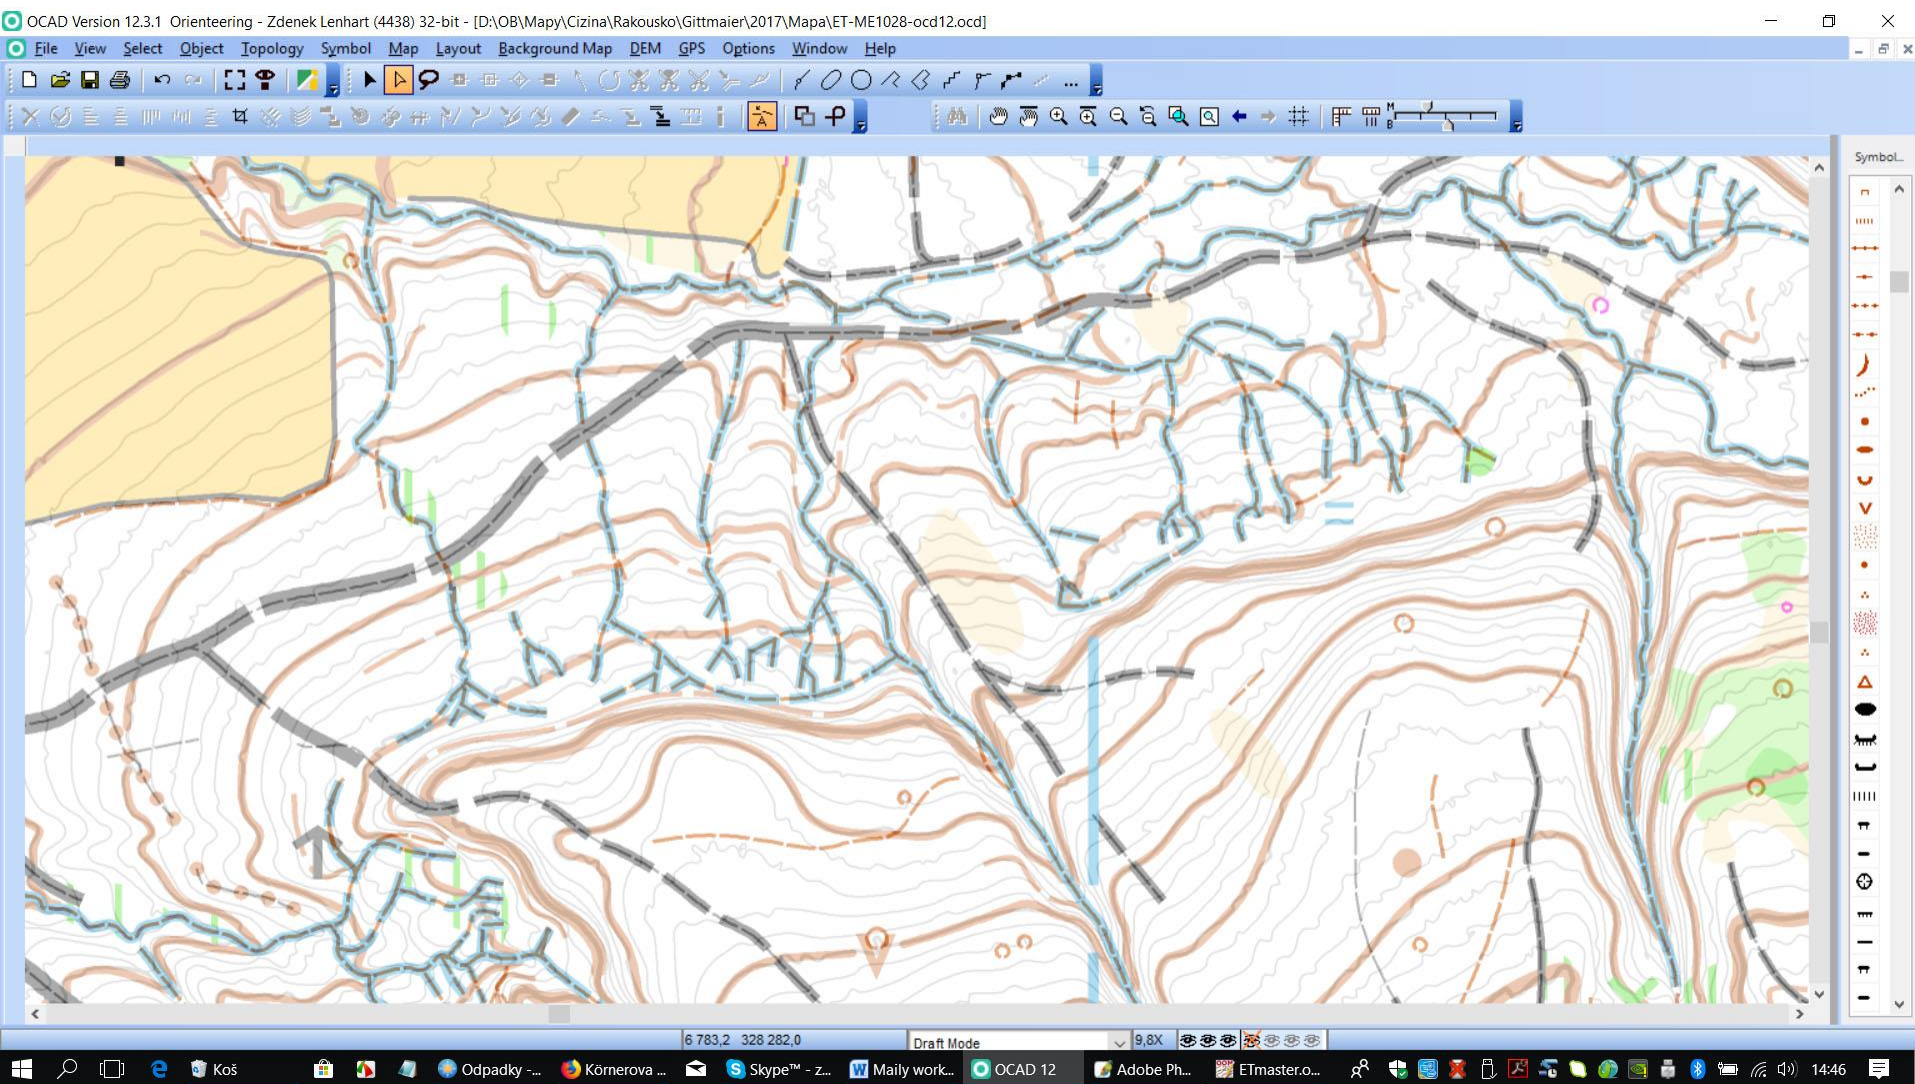 OCAD Version 12.3.1  Orienteering - Zdenek Lenhart (4438) 32-bit - [D:\OB\Mapy\Cizina\Rakousko\Gittmaier\2017\Mapa\ET-ME1028-ocd12.ocd]
File View Select Object Topology Symbol Map Layout Background Map DEM GPS Options Window Help
M
B
Symbol...
6 783,2 328 282,0 Draft Mode 9,8X
Koš Odpadky -... Körnerova ... Skype™ - z... Maily work... OCAD 12 Adobe Ph... ETmaster.o... 14:46